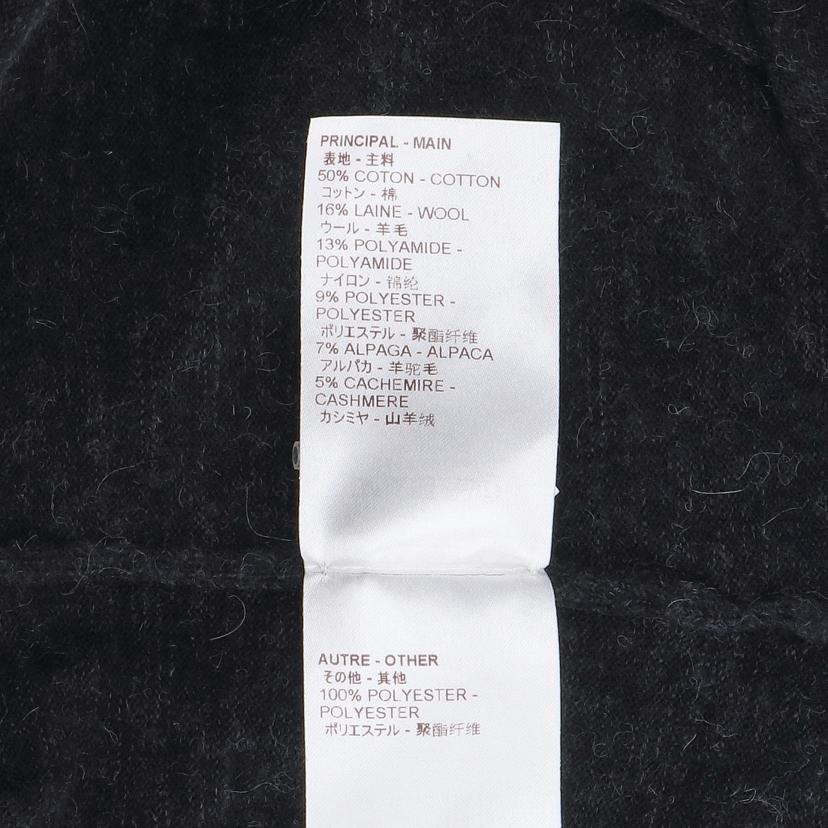 PRINCIPAL - MAIN
表地 - 主料
50% COTON - COTTON
コットン - 棉
16% LAINE - WOOL
ウール - 羊毛
13% POLYAMIDE -
POLYAMIDE
ナイロン - 锦纶
9% POLYESTER -
POLYESTER
ポリエステル - 聚酯纤维
7% ALPAGA - ALPACA
アルパカ - 羊驼毛
5% CACHEMIRE -
CASHMERE
カシミヤ - 山羊绒
AUTRE - OTHER
その他 - 其他
100% POLYESTER -
POLYESTER
ポリエステル - 聚酯纤维